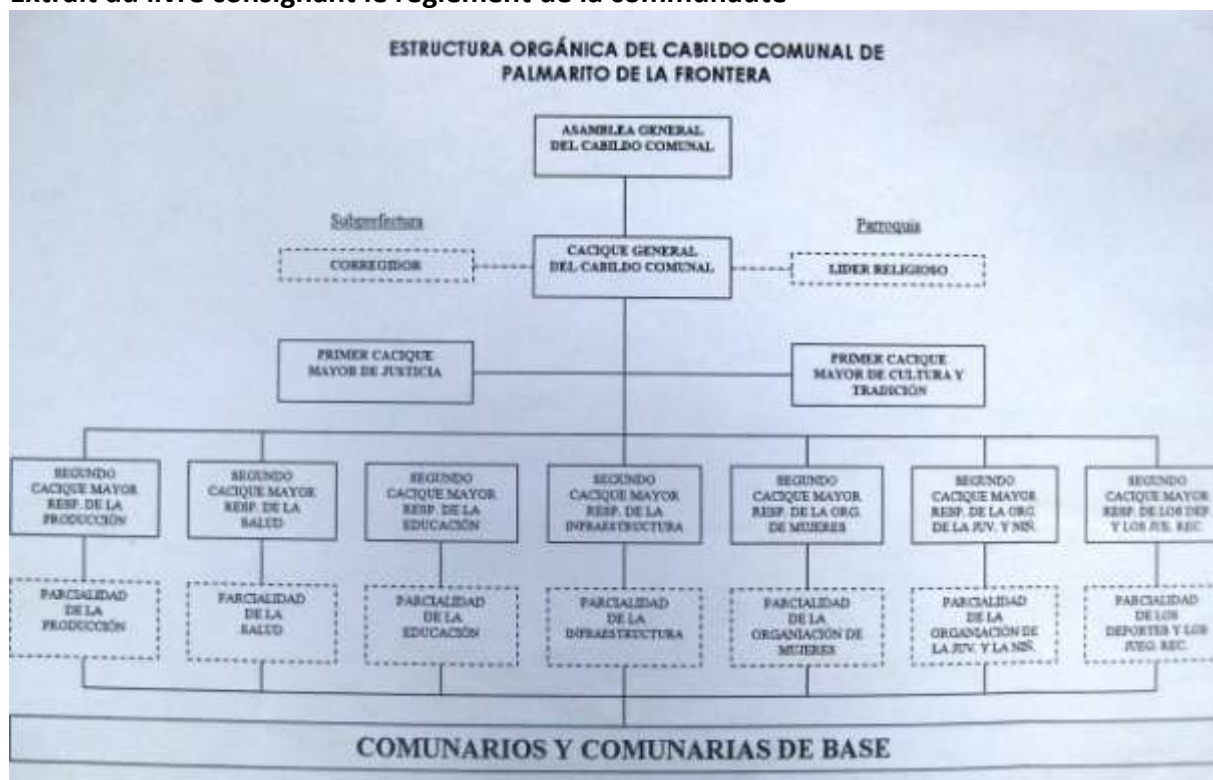 Extrait du livre consignant le règlement de la communauté
ESTRUCTURA ORGÁNICA DEL CABILDO COMUNAL DE
PALMARITO DE LA FRONTERA
ASAMBLEA GENERAL
DEL CABILDO COMUNAL
Subprefectura
Parroquia
CORREGIDOR
CACIQUE GENERAL
DEL CABILDO COMUNAL
LIDER RELIGIOSO
PRIMER CACIQUE
MAYOR DE JUSTICIA
PRIMER CACIQUE
MAYOR DE CULTURA Y
TRADICIÓN
SEGUNDO
CACIQUE MAYOR
RESP. DE LA
PRODUCCIÓN
SEGUNDO
CACIQUE MAYOR
RESP. DE LA
SALUD
SEGUNDO
CACIQUE MAYOR
RESP. DE LA
EDUCACIÓN
SEGUNDO
CACIQUE MAYOR
RESP. DE LA
INFRAESTRUCTURA
SEGUNDO
CACIQUE MAYOR
RESP. DE LA ORG.
DE MUJERES
SEGUNDO
CACIQUE MAYOR
RESP. DE LA ORG.
DE LA JUV. Y NIÑ.
SEGUNDO
CACIQUE MAYOR
RESP. DE LOS DEP.
Y LOS JUE. REC.
PARCIALIDAD
DE LA
PRODUCCIÓN
PARCIALIDAD
DE LA
SALUD
PARCIALIDAD
DE LA
EDUCACIÓN
PARCIALIDAD
DE LA
INFRAESTRUCTURA
PARCIALIDAD
DE LA
ORGANIACIÓN DE
MUJERES
PARCIALIDAD
DE LA
ORGANIACIÓN DE
LA JUV. Y LA NIÑ.
PARCIALIDAD
DE LOS
DEPORTES Y LOS
JUEG. REC.
COMUNARIOS Y COMUNARIAS DE BASE